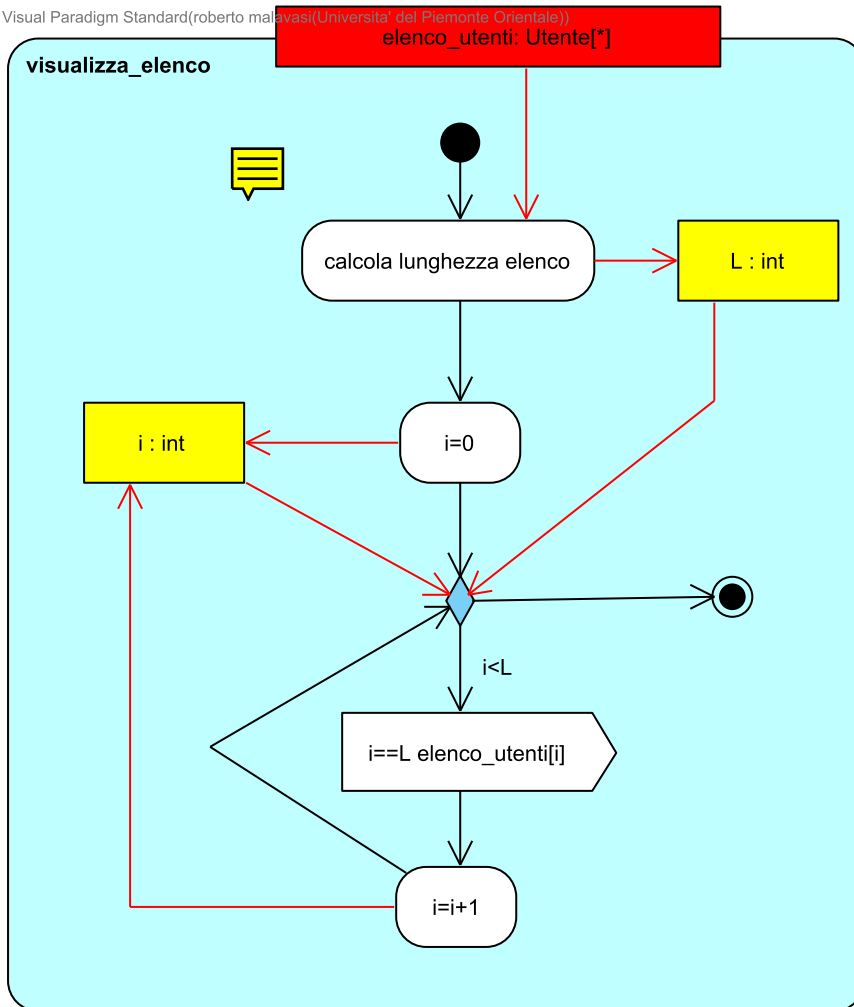 Visual Paradigm Standard(roberto malavasi(Universita' del Piemonte Orientale))
elenco_utenti: Utente[*]
visualizza_elenco
calcola lunghezza elenco
L : int
i : int
i=0
i<L
i==L elenco_utenti[i]
i=i+1